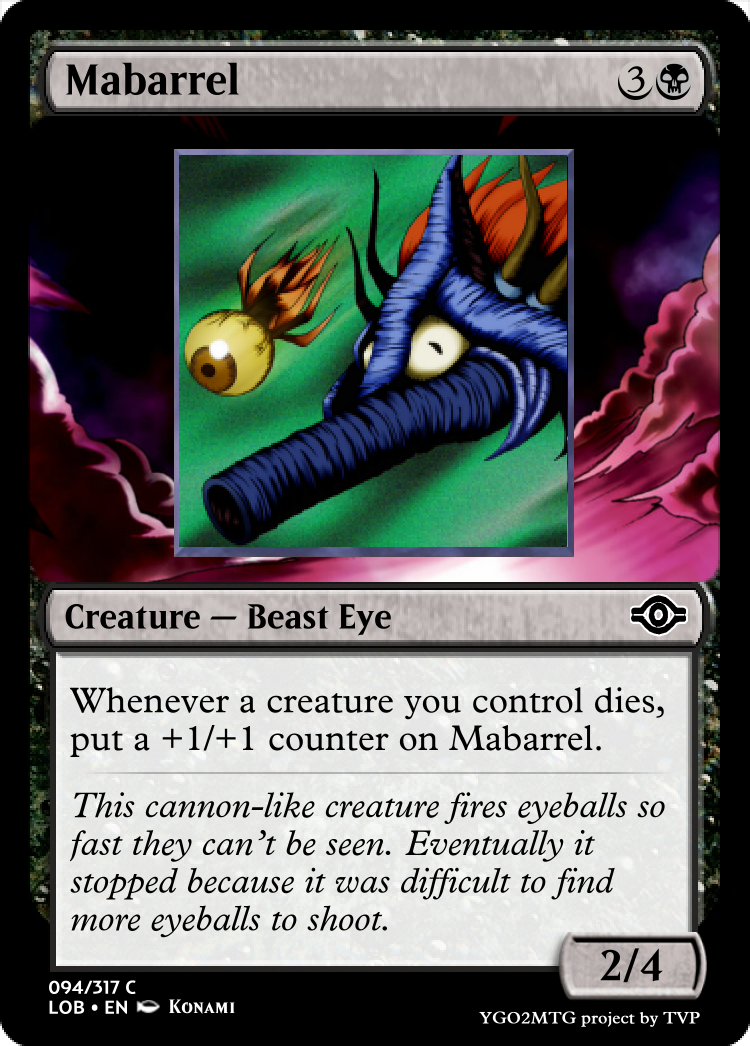 Mabarrel 3
Creature — Beast Eye
Whenever a creature you control dies,
put a +1/+1 counter on Mabarrel.
This cannon-like creature fires eyeballs so
fast they can't be seen. Eventually it
stopped because it was difficult to find
more eyeballs to shoot.
2/4
094/317 C
LOB • EN KONAMI
YGO2MTG project by TVP